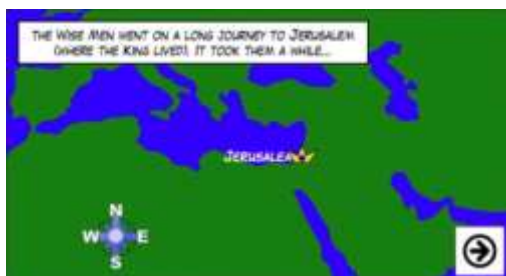 THE WISE MEN WENT ON A LONG JOURNEY TO JERUSALEM
(WHERE THE KING LIVED). IT TOOK THEM A WHILE...
JERUSALEM
N
W E
S